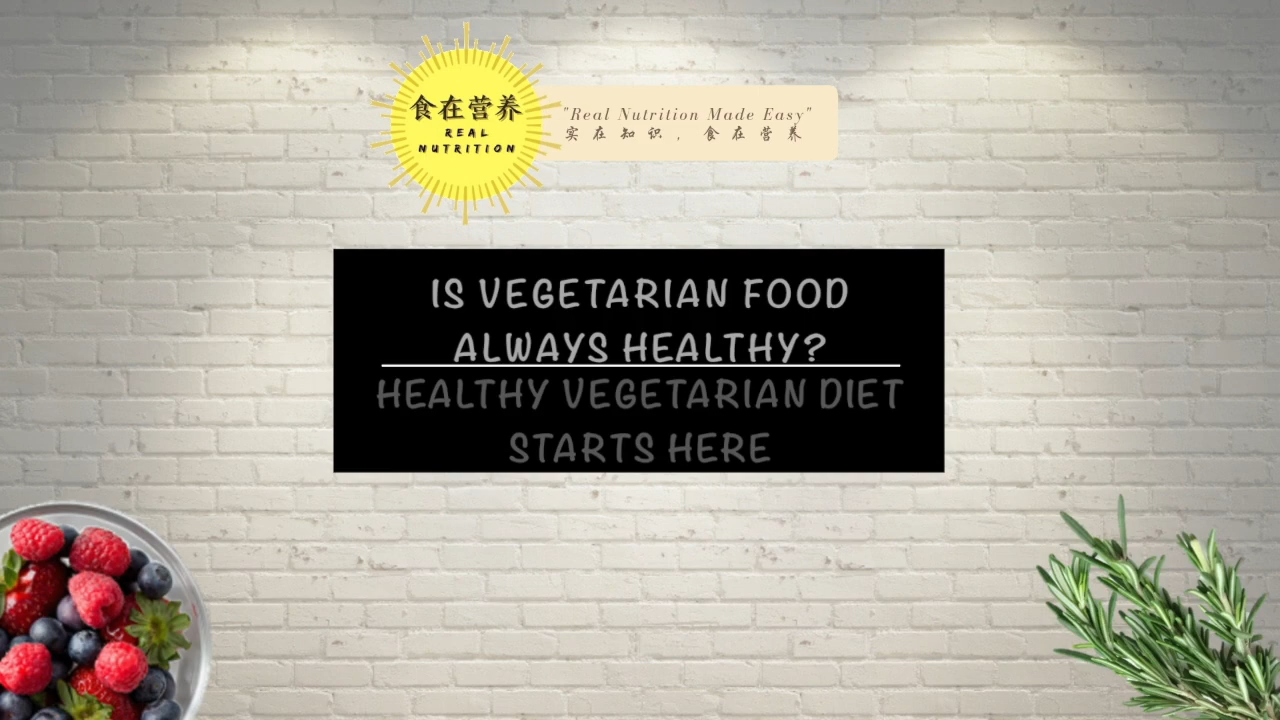 食在营养
REAL
NUTRITION
"Real Nutrition Made Easy"
实在知识，食在营养
IS VEGETARIAN FOOD
ALWAYS HEALTHY?
HEALTHY VEGETARIAN DIET
STARTS HERE